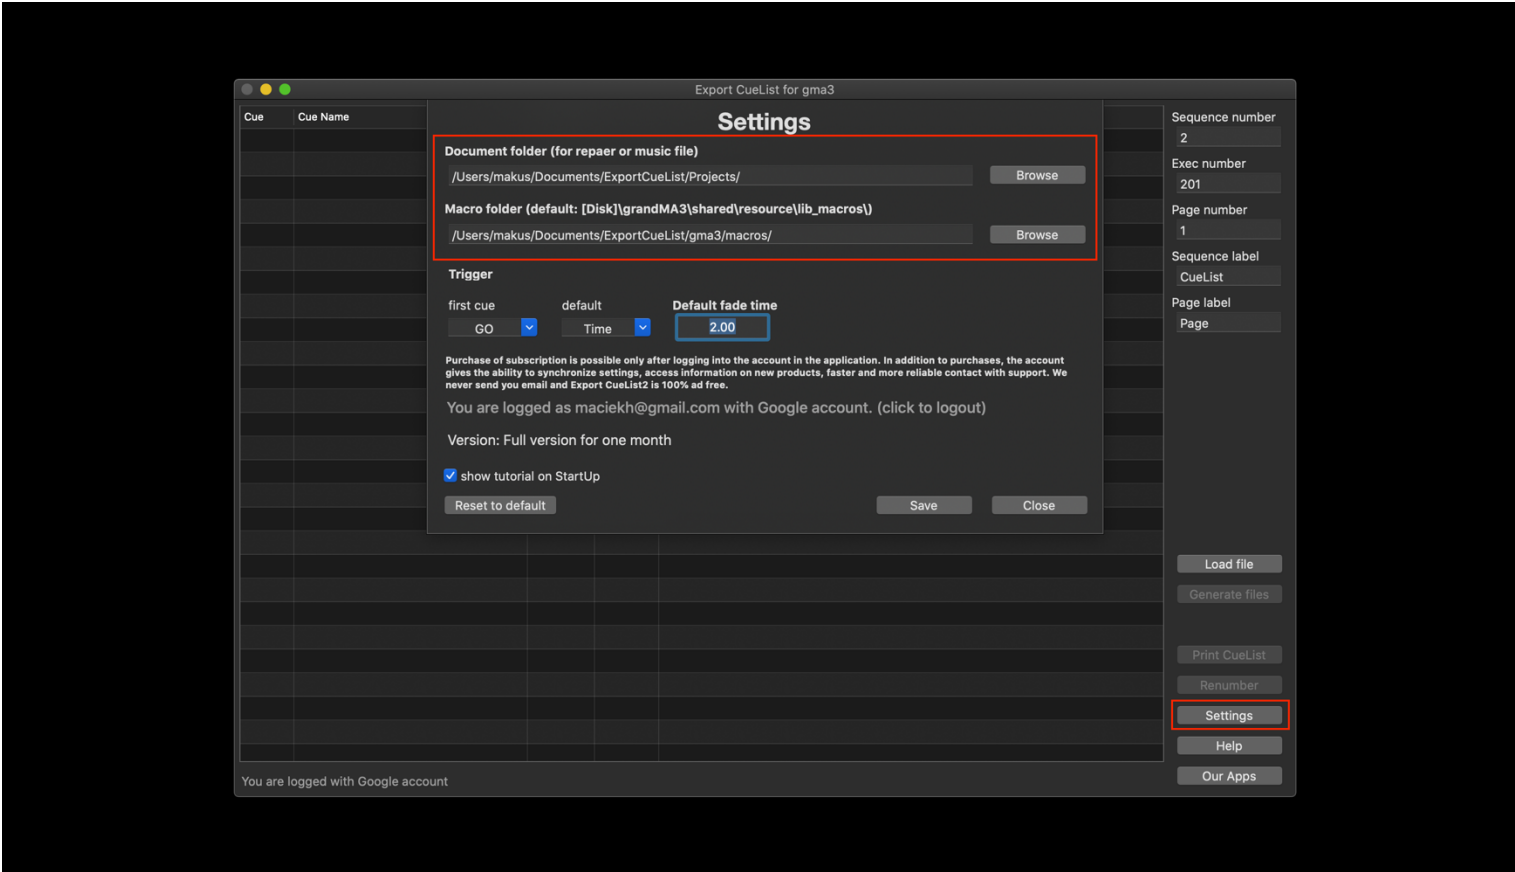 Export CueList for gma3
Cue
Cue Name
Settings
Document folder (for repaer or music file)
/Users/makus/Documents/ExportCueList/Projects/
Browse
Macro folder (default: [Disk]\grandMA3\shared\resource\lib_macros\)
/Users/makus/Documents/ExportCueList/gma3/macros/
Browse
Trigger
first cue
default
Default fade time
GO
Time
2.00
Purchase of subscription is possible only after logging into the account in the application. In addition to purchases, the account
gives the ability to synchronize settings, access information on new products, faster and more reliable contact with support. We
never send you email and Export CueList2 is 100% ad free.
You are logged as maciekh@gmail.com with Google account. (click to logout)
Version: Full version for one month
show tutorial on StartUp
Reset to default
Save
Close
Sequence number
2
Exec number
201
Page number
1
Sequence label
CueList
Page label
Page
Load file
Generate files
Print CueList
Renumber
Settings
Help
Our Apps
You are logged with Google account